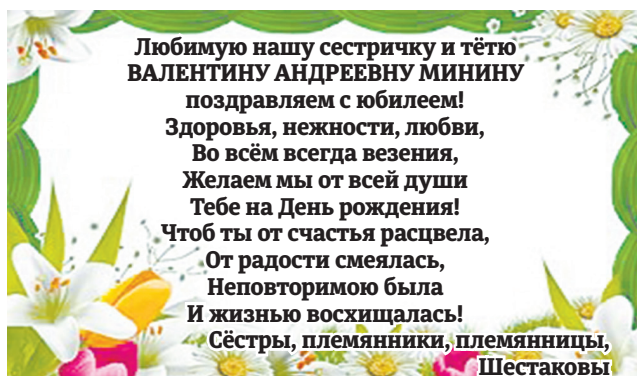 Любимую нашу сестричку и тётю
ВАЛЕНТИНУ АНДРЕЕВНУ МИНИНУ
поздравляем с юбилеем!
Здоровья, нежности, любви,
Во всём всегда везения,
Желаем мы от всей души
Тебе на День рождения!
Чтоб ты от счастья расцвела,
От радости смеялась,
Неповторимою была
И жизнью восхищалась!
Сёстры, племянники, племянницы,
Шестаковы